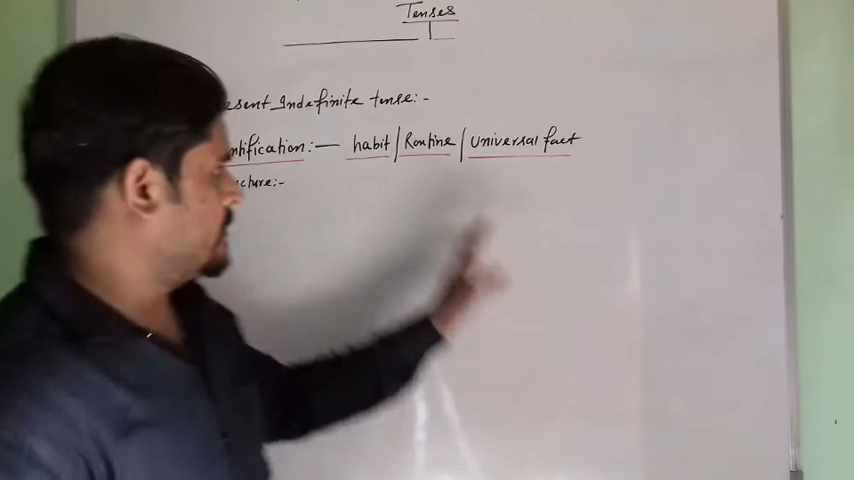 Tenses
esent Indefinite tense:-
ntification:— habit/Routine/Universal fact
cture:-